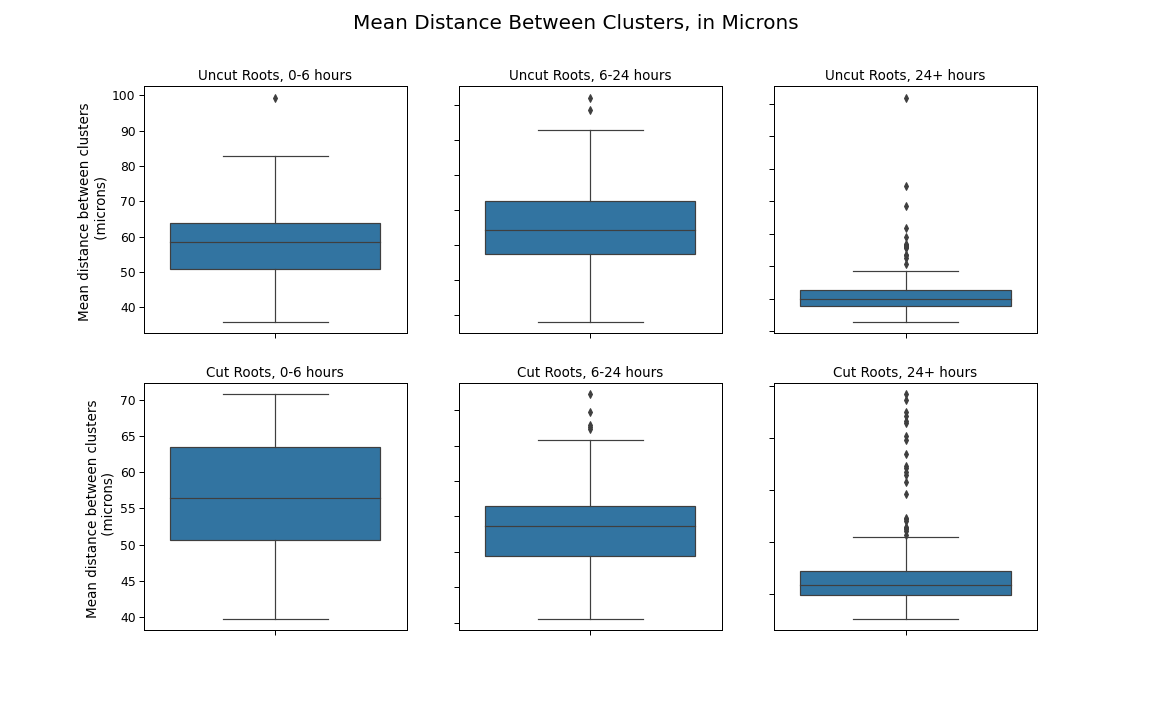 Mean Distance Between Clusters, in Microns
Uncut Roots, 0-6 hours
Uncut Roots, 6-24 hours
Uncut Roots, 24+ hours
Mean distance between clusters
(microns)
100
90
80
70
60
50
40
Cut Roots, 0-6 hours
Cut Roots, 6-24 hours
Cut Roots, 24+ hours
Mean distance between clusters
(microns)
70
65
60
55
50
45
40